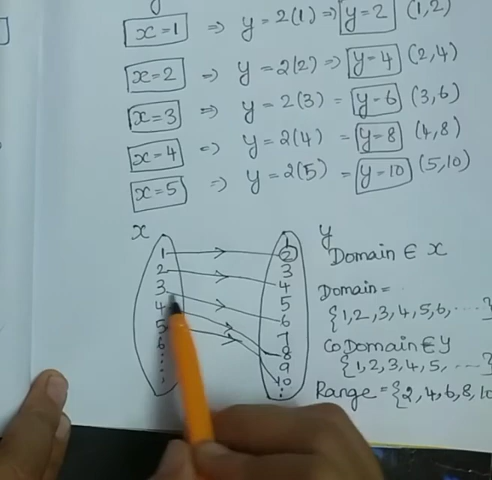 y
x=1 ⇒ y=2(1) ⇒ y=2 (1,2)
x=2 ⇒ y=2(2) ⇒ y=4 (2,4)
x=3 ⇒ y=2(3) = y=6 (3,6)
x=4 ⇒ y=2(4) = y=8 (4,8)
x=5 ⇒ y=2(5) = y=10 (5,10)
x y
1 1
2 2
3 3
4 4
5 5
6 6
7
8
9
10
Domain ∈ x
Domain =
{1,2,3,4,5,6,....}
CoDomain ∈ y
{1,2,3,4,5,....}
Range = {2,4,6,8,10